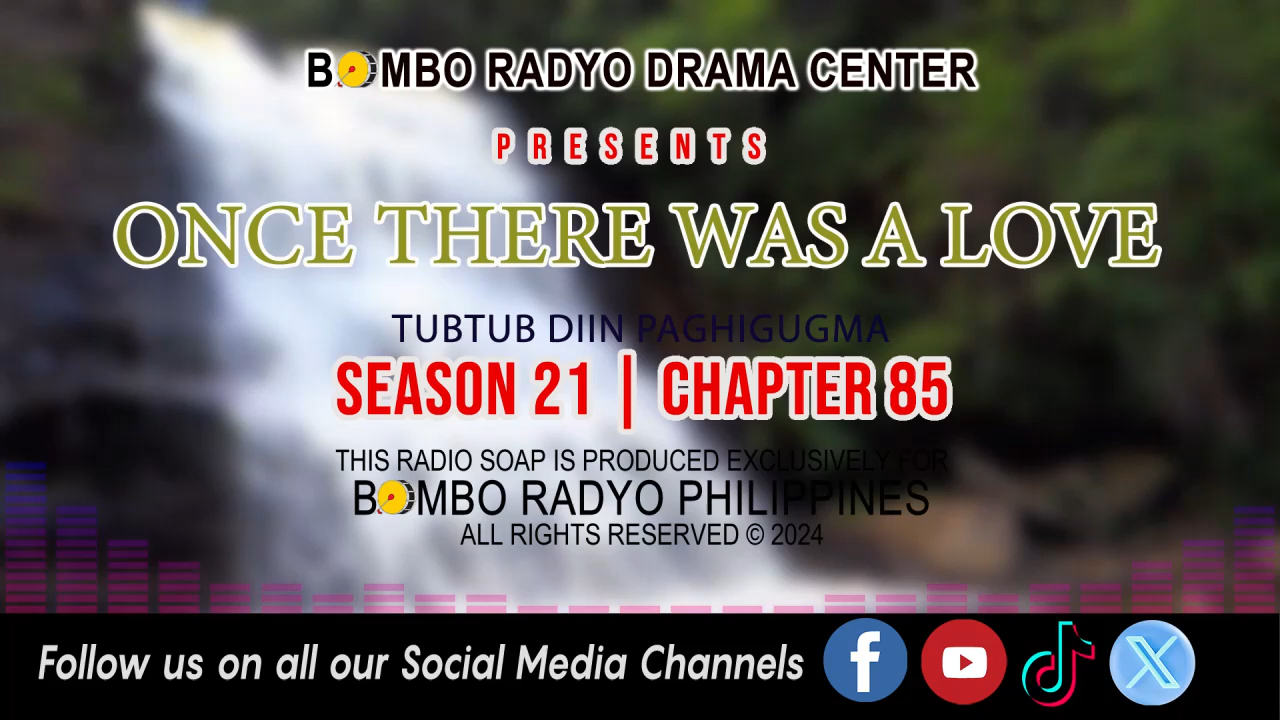 BOMBO RADYO DRAMA CENTER
PRESENTS
ONCE THERE WAS A LOVE
TUBTUB DIIN PAGHIGUGMA
SEASON 21 | CHAPTER 85
THIS RADIO SOAP IS PRODUCED EXCLUSIVELY FOR
BOMBO RADYO PHILIPPINES
ALL RIGHTS RESERVED © 2024
Follow us on all our Social Media Channels